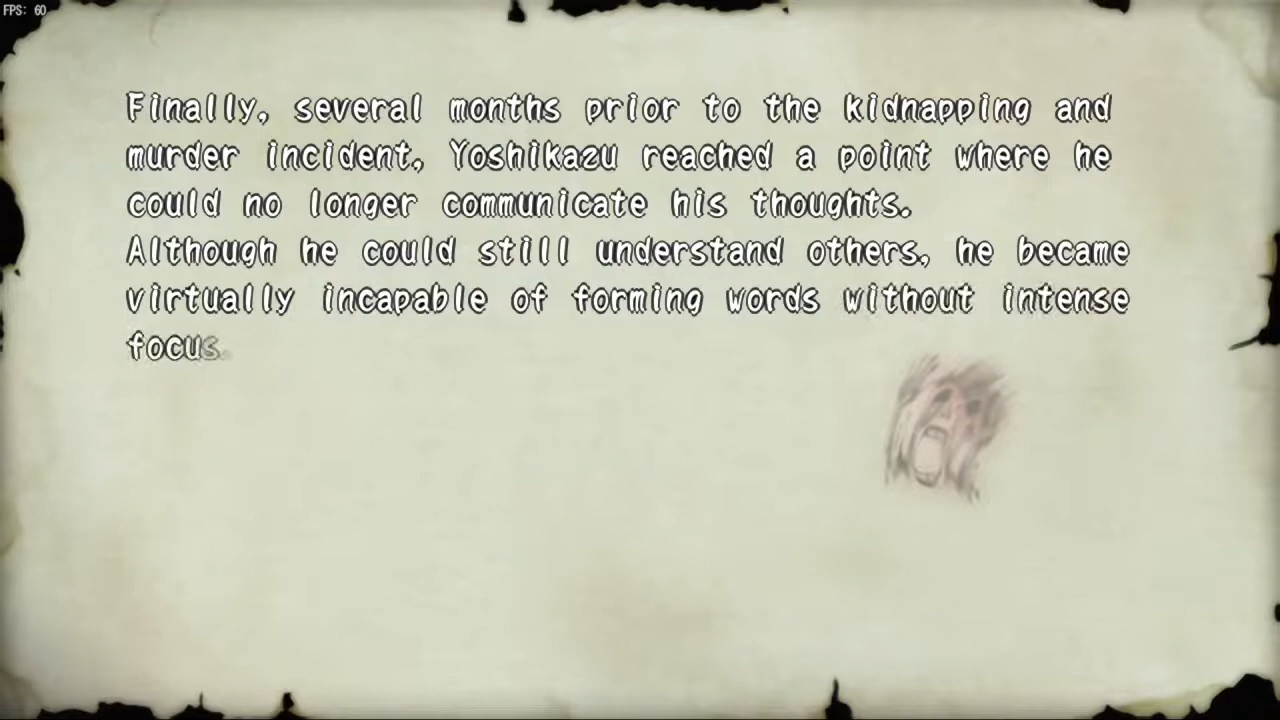 FPS: 60
Finally, several months prior to the kidnapping and
murder incident, Yoshikazu reached a point where he
could no longer communicate his thoughts.
Although he could still understand others, he became
virtually incapable of forming words without intense
focus.